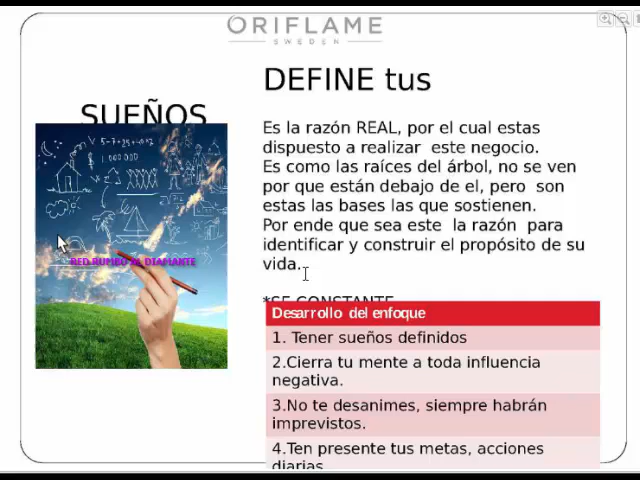 ORIFLAME
SWEDEN
DEFINE tus
SUEÑOS
Es la razón REAL, por el cual estas
dispuesto a realizar este negocio.
Es como las raíces del árbol, no se ven
por que están debajo de el, pero son
estas las bases las que sostienen.
Por ende que sea este la razón para
identificar y construir el propósito de su
vida.
*SE CONSTANTE
RED RUMBO AL DIAMANTE
Desarrollo del enfoque
1. Tener sueños definidos
2.Cierra tu mente a toda influencia
negativa.
3.No te desanimes, siempre habrán
imprevistos.
4.Ten presente tus metas, acciones
diarias